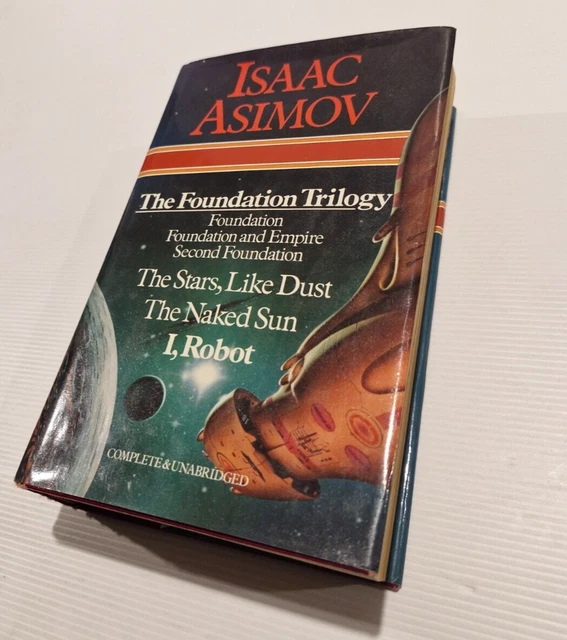 ISAAC
ASIMOV
The Foundation Trilogy
Foundation
Foundation and Empire
Second Foundation
The Stars, Like Dust
The Naked Sun
I, Robot
COMPLETE & UNABRIDGED